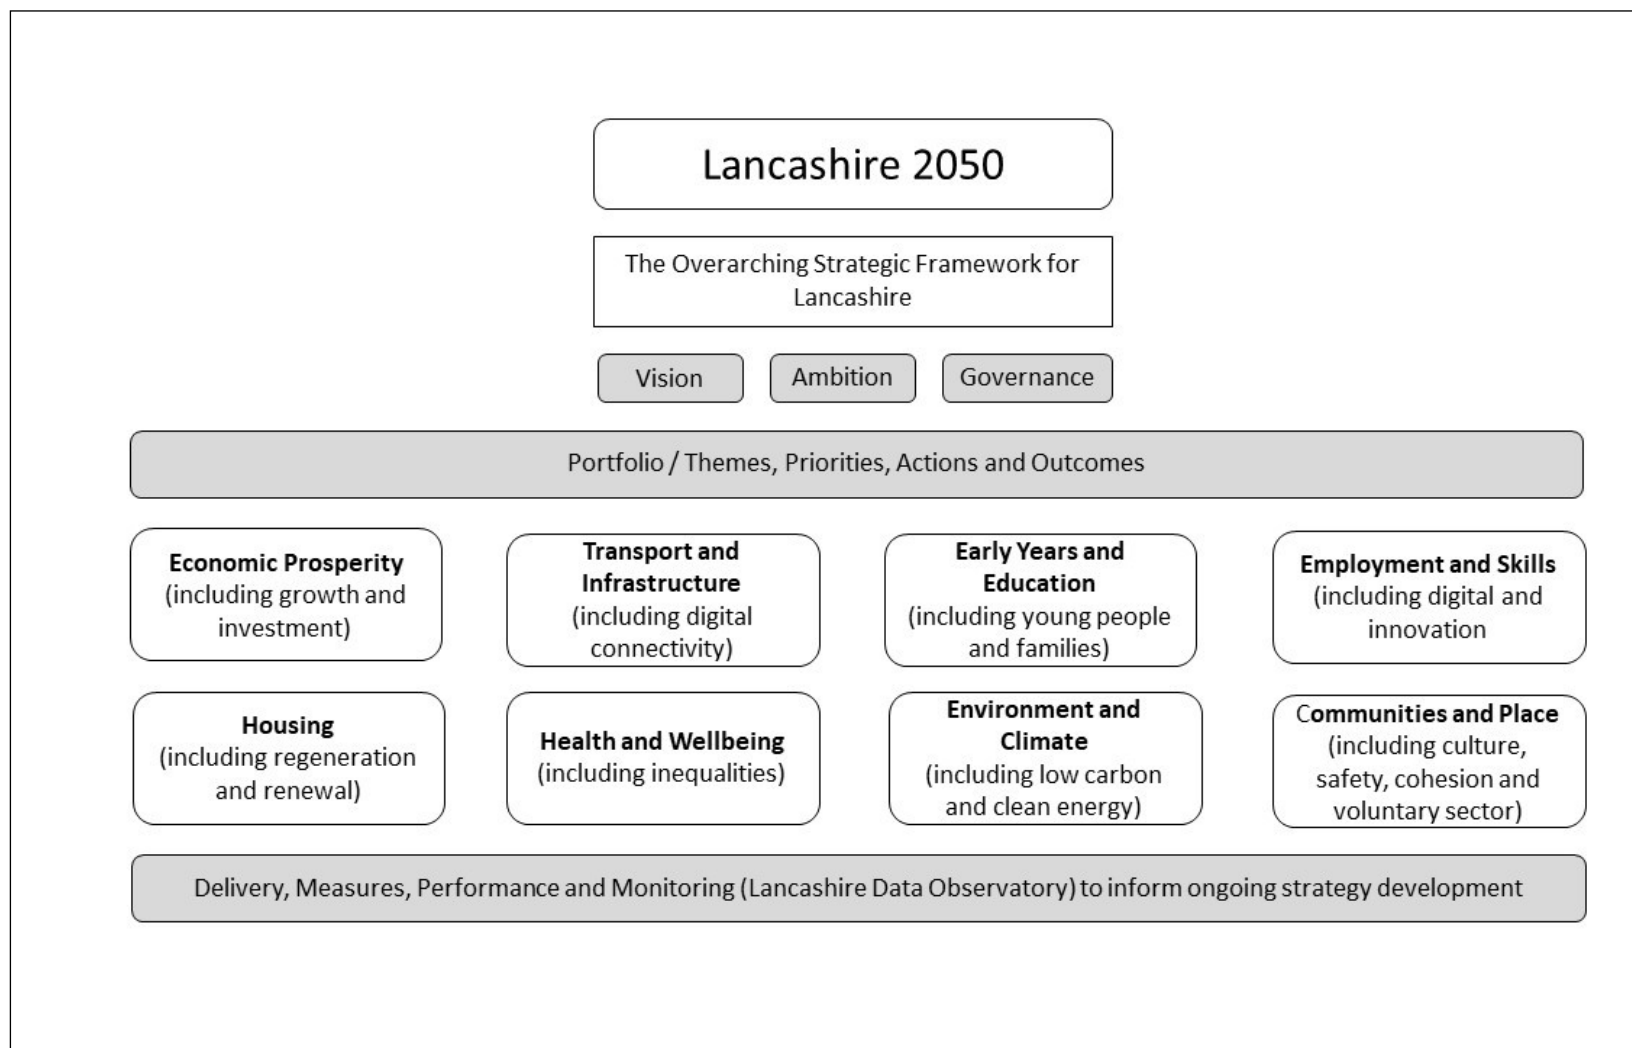 Lancashire 2050
The Overarching Strategic Framework for
Lancashire
Vision
Ambition
Governance
Portfolio / Themes, Priorities, Actions and Outcomes
Economic Prosperity
(including growth and
investment)
Transport and
Infrastructure
(including digital
connectivity)
Early Years and
Education
(including young people
and families)
Employment and Skills
(including digital and
innovation
Housing
(including regeneration
and renewal)
Health and Wellbeing
(including inequalities)
Environment and
Climate
(including low carbon
and clean energy)
Communities and Place
(including culture,
safety, cohesion and
voluntary sector)
Delivery, Measures, Performance and Monitoring (Lancashire Data Observatory) to inform ongoing strategy development